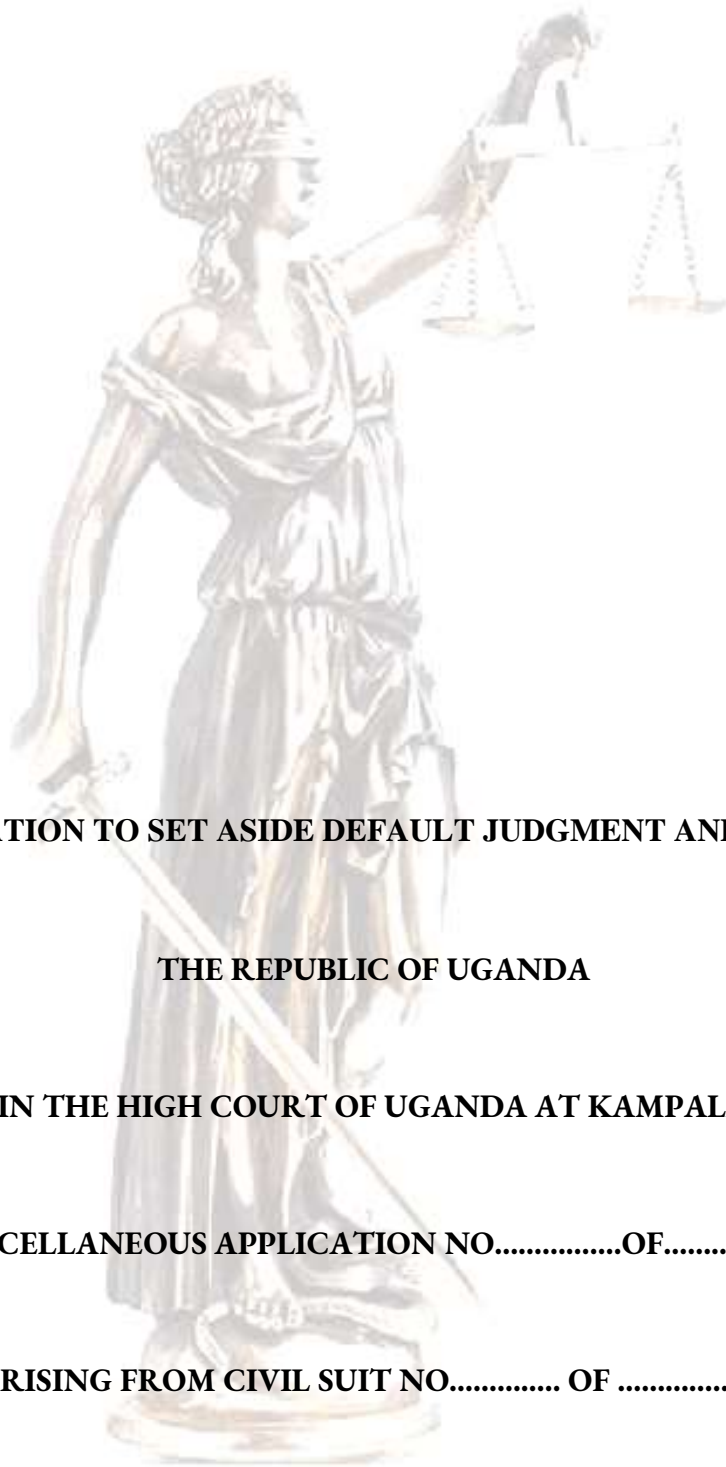 ATION TO SET ASIDE DEFAULT JUDGMENT AN
THE REPUBLIC OF UGANDA
IN THE HIGH COURT OF UGANDA AT KAMPAL
CELLANEOUS APPLICATION NO................OF........
RISING FROM CIVIL SUIT NO.............. OF ..............